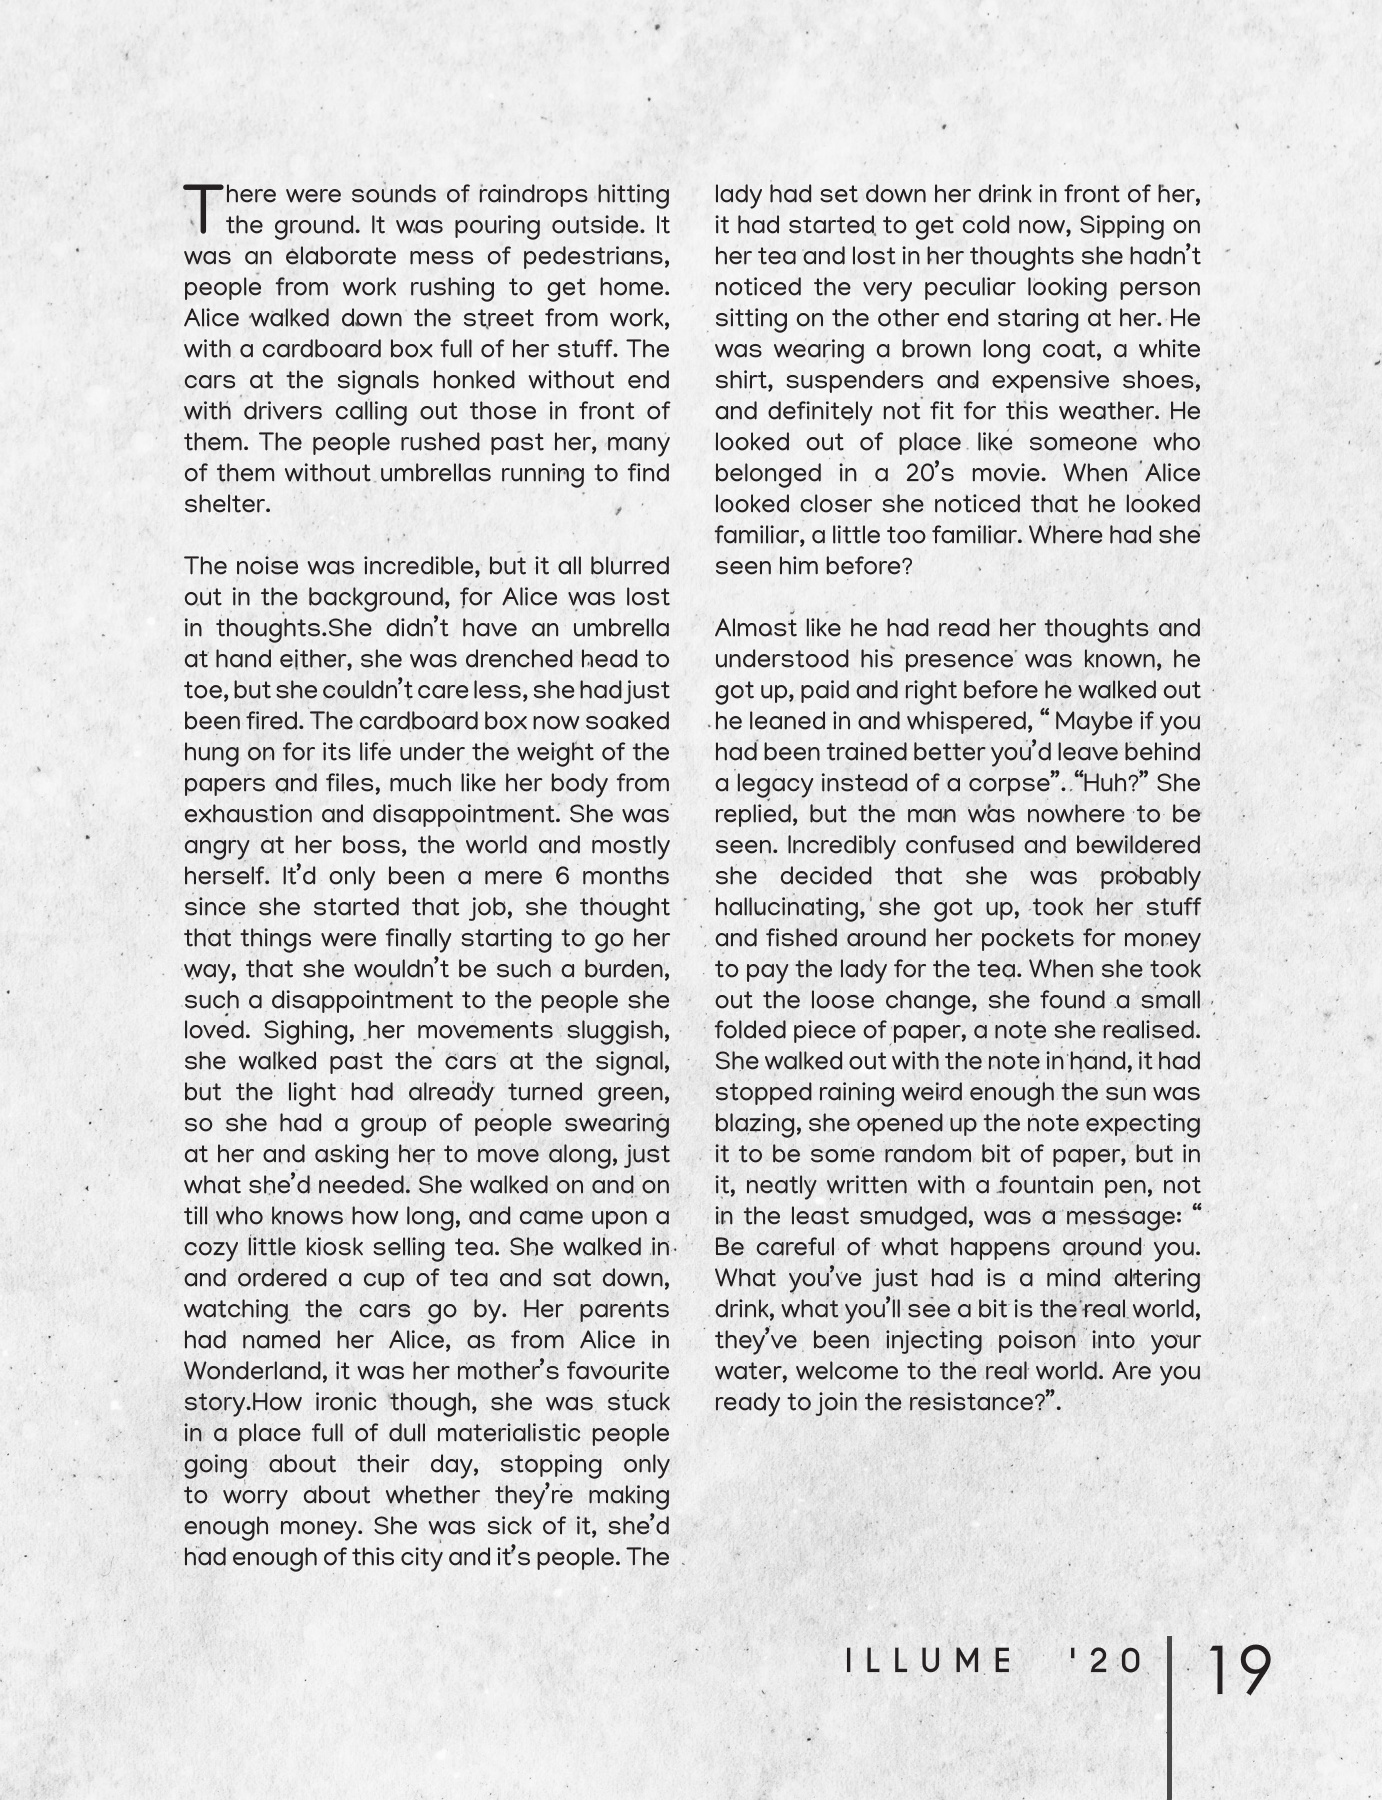 There were sounds of raindrops hitting
the ground. It was pouring outside. It
was an elaborate mess of pedestrians,
people from work rushing to get home.
Alice walked down the street from work,
with a cardboard box full of her stuff. The
cars at the signals honked without end
with drivers calling out those in front of
them. The people rushed past her, many
of them without umbrellas running to find
shelter.
The noise was incredible, but it all blurred
out in the background, for Alice was lost
in thoughts.She didn’t have an umbrella
at hand either, she was drenched head to
toe, but she couldn’t care less, she had just
been fired. The cardboard box now soaked
hung on for its life under the weight of the
papers and files, much like her body from
exhaustion and disappointment. She was
angry at her boss, the world and mostly
herself. It’d only been a mere 6 months
since she started that job, she thought
that things were finally starting to go her
way, that she wouldn’t be such a burden,
such a disappointment to the people she
loved. Sighing, her movements sluggish,
she walked past the cars at the signal,
but the light had already turned green,
so she had a group of people swearing
at her and asking her to move along, just
what she’d needed. She walked on and on
till who knows how long, and came upon a
cozy little kiosk selling tea. She walked in
and ordered a cup of tea and sat down,
watching the cars go by. Her parents
had named her Alice, as from Alice in
Wonderland, it was her mother’s favourite
story.How ironic though, she was stuck
in a place full of dull materialistic people
going about their day, stopping only
to worry about whether they’re making
enough money. She was sick of it, she’d
had enough of this city and it’s people. The
lady had set down her drink in front of her,
it had started to get cold now, Sipping on
her tea and lost in her thoughts she hadn’t
noticed the very peculiar looking person
sitting on the other end staring at her. He
was wearing a brown long coat, a white
shirt, suspenders and expensive shoes,
and definitely not fit for this weather. He
looked out of place like someone who
belonged in a 20’s movie. When Alice
looked closer she noticed that he looked
familiar, a little too familiar. Where had she
seen him before?
Almost like he had read her thoughts and
understood his presence was known, he
got up, paid and right before he walked out
he leaned in and whispered, “ Maybe if you
had been trained better you’d leave behind
a legacy instead of a corpse”. “Huh?” She
replied, but the man was nowhere to be
seen. Incredibly confused and bewildered
she decided that she was probably
hallucinating, she got up, took her stuff
and fished around her pockets for money
to pay the lady for the tea. When she took
out the loose change, she found a small
folded piece of paper, a note she realised.
She walked out with the note in hand, it had
stopped raining weird enough the sun was
blazing, she opened up the note expecting
it to be some random bit of paper, but in
it, neatly written with a fountain pen, not
in the least smudged, was a message: “
Be careful of what happens around you.
What you’ve just had is a mind altering
drink, what you’ll see a bit is the real world,
they’ve been injecting poison into your
water, welcome to the real world. Are you
ready to join the resistance?”.
ILLUME '20 19